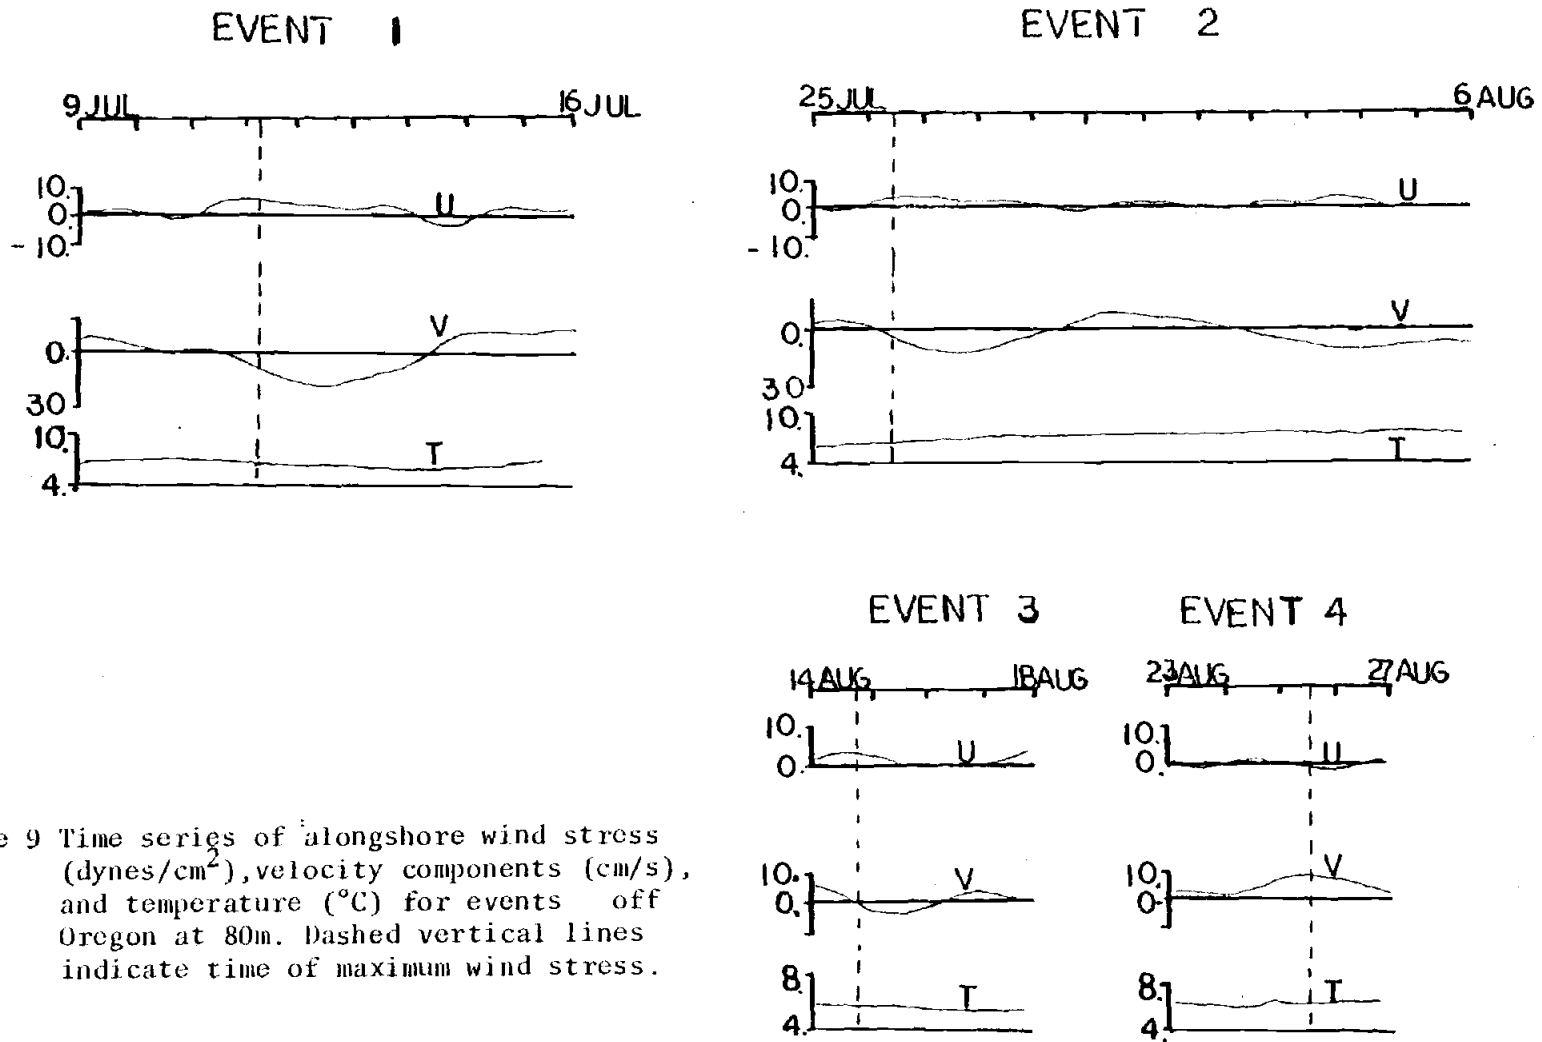 EVENT 1
9 JUL 16 JUL
10.
0.
- 10.
U
0.
30
V
10.
4.
T
EVENT 2
25 JUL 6 AUG
10.
0.
- 10.
U
0.
30
V
10.
4.
T
EVENT 3
14 AUG 18 AUG
10.
0.
U
10.
0.
V
8.
4.
T
EVENT 4
23 AUG 27 AUG
10.
0.
U
10.
0
V
8.
4.
T
e 9 Time series of alongshore wind stress
(dynes/cm²), velocity components (cm/s),
and temperature (°C) for events off
Oregon at 80m. Dashed vertical lines
indicate time of maximum wind stress.